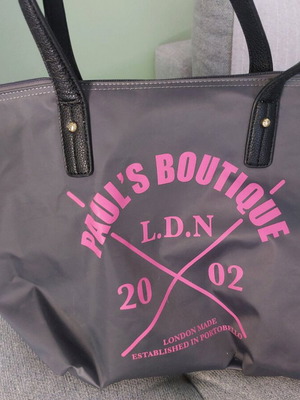 PAUL'S BOUTIQUE
L.D.N
20 02
LONDON MADE
ESTABLISHED IN PORTOBELLO